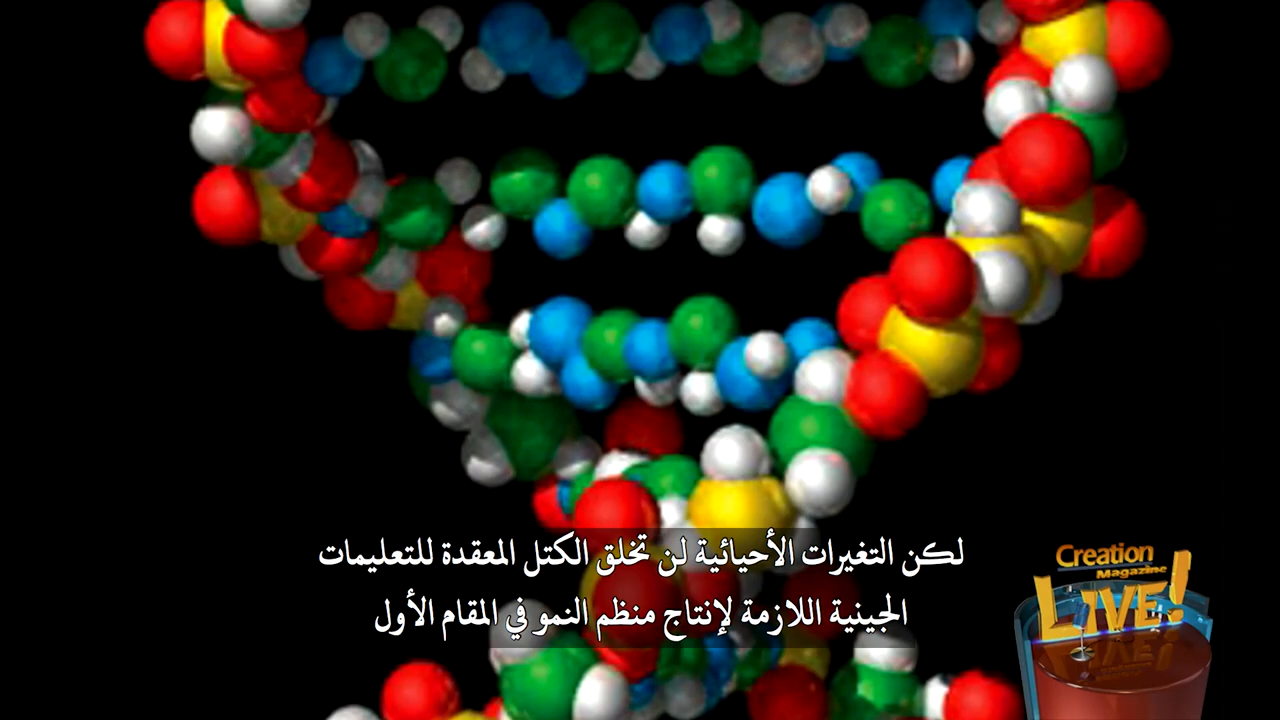 لكن التغيرات الأحيائية لن تخلق الكتل المعقدة للتعليمات
الجينية اللازمة لإنتاج منظم النمو في المقام الأول
Creation
Magazine
LIVE!